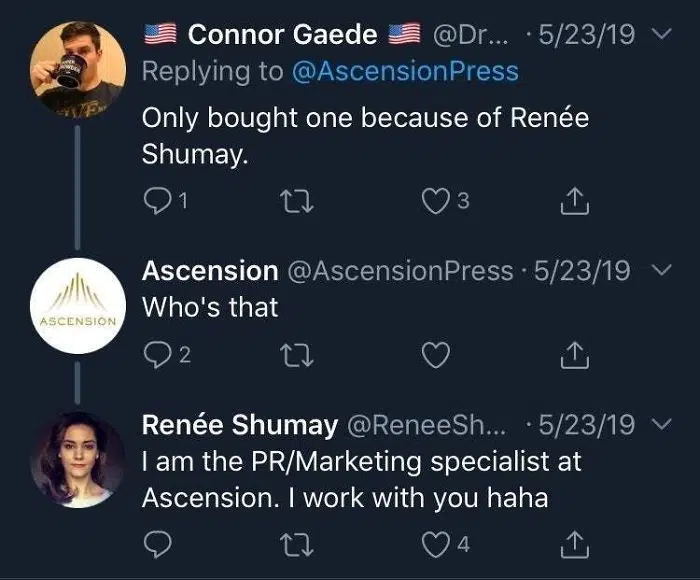 Connor Gaede @Dr... · 5/23/19
Replying to @AscensionPress
Only bought one because of Renée
Shumay.
1 3
Ascension @AscensionPress · 5/23/19
ASCENSION
Who's that
2
Renée Shumay @ReneeSh... · 5/23/19
I am the PR/Marketing specialist at
Ascension. I work with you haha
4